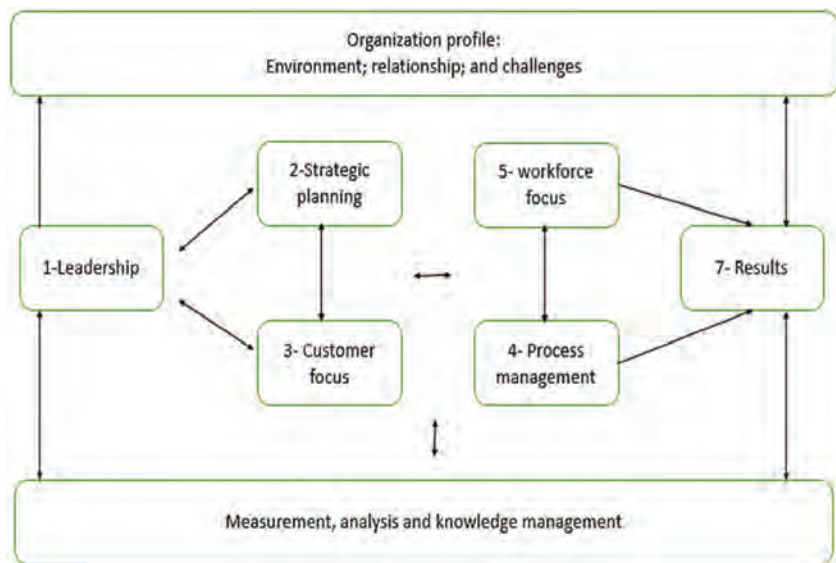 Organization profile:
Environment; relationship; and challenges
2-Strategic
planning
5- workforce
focus
1-Leadership
7- Results
3- Customer
focus
4- Process
management
Measurement, analysis and knowledge management